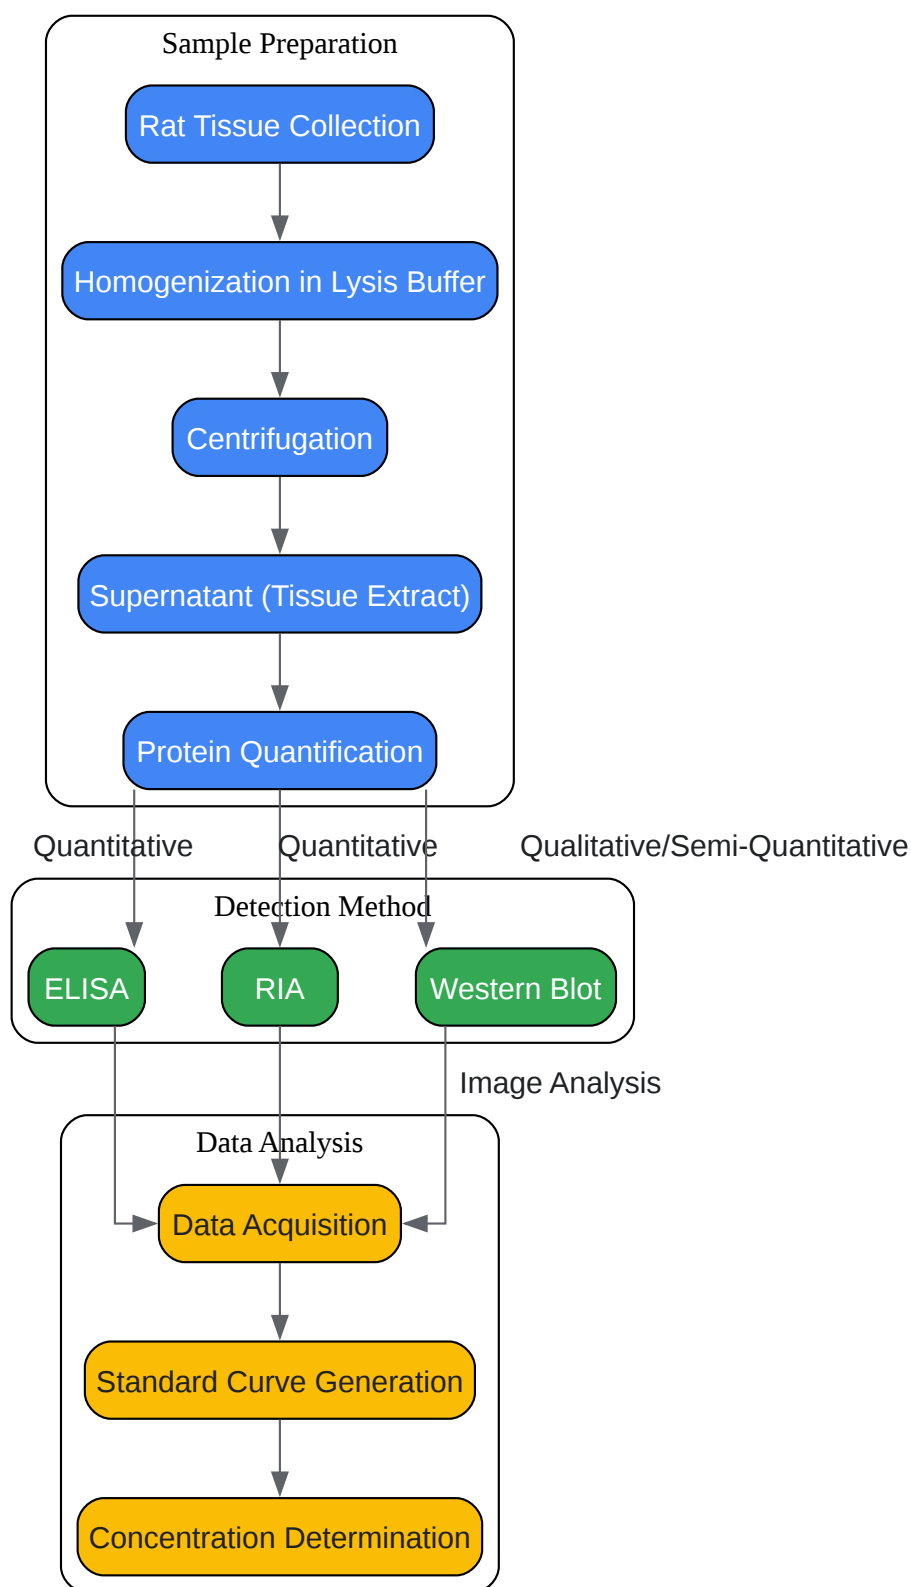 Sample Preparation
Rat Tissue Collection
Homogenization in Lysis Buffer
Centrifugation
Supernatant (Tissue Extract)
Protein Quantification
Quantitative
Quantitative
Qualitative/Semi-Quantitative
Detection Method
ELISA
RIA
Western Blot
Image Analysis
Data Analysis
Data Acquisition
Standard Curve Generation
Concentration Determination